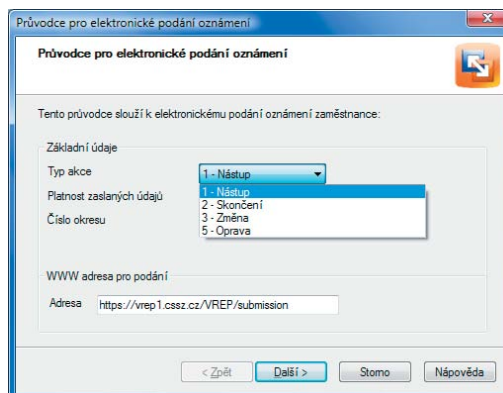 Průvodce pro elektronické podání oznámení
Průvodce pro elektronické podání oznámení
Tento průvodce slouží k elektronickému podání oznámení zaměstnance:
Základní údaje
Typ akce
1 - Nástup
1 - Nástup
Platnost zaslaných údajů
2 - Skončení
3 - Změna
Číslo okresu
5 - Oprava
WWW adresa pro podání
Adresa
https://vrep1.cssz.cz/VREP/submission
< Zpět
Další >
Storno
Nápověda